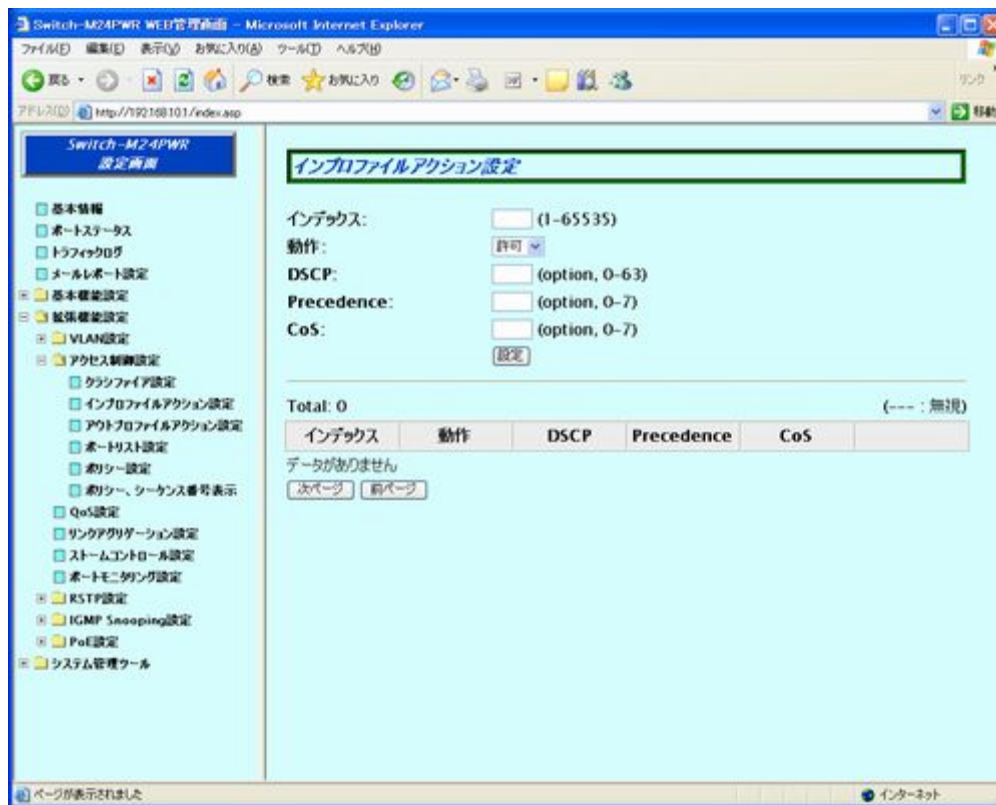 Switch-M24PWR WEB管理画面 - Microsoft Internet Explorer
ファイル(F) 編集(E) 表示(V) お気に入り(A) ツール(T) ヘルプ(H)
戻る 検索 お気に入り リンク
アドレス(D) http://192.168.10.1/index.asp 移動
Switch-M24PWR
設定画面
基本情報
ポートステータス
トラフィックログ
メールレポート設定
基本機能設定
拡張機能設定
VLAN設定
アクセス制御設定
クラシファイア設定
インプロファイルアクション設定
アウトプロファイルアクション設定
ポートリスト設定
ポリシー設定
ポリシー、シーケンス番号表示
QoS設定
リンクアグリゲーション設定
ストームコントロール設定
ポートモニタリング設定
RSTP設定
IGMP Snooping設定
PoE設定
システム管理ツール
インプロファイルアクション設定
インデックス: (1-65535)
動作: 許可
DSCP: (option, 0-63)
Precedence: (option, 0-7)
CoS: (option, 0-7)
設定
Total: 0 (--- : 無視)
インデックス 動作 DSCP Precedence CoS
データがありません
次ページ 前ページ
ページが表示されました インターネット